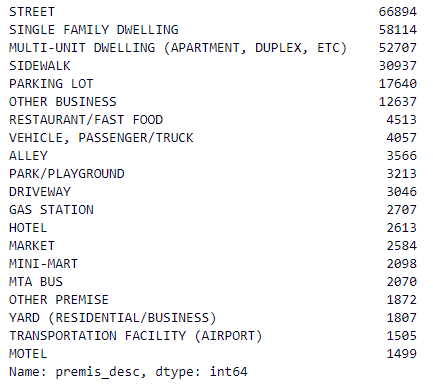 STREET 66894
SINGLE FAMILY DWELLING 58114
MULTI-UNIT DWELLING (APARTMENT, DUPLEX, ETC) 52707
SIDEWALK 30937
PARKING LOT 17640
OTHER BUSINESS 12637
RESTAURANT/FAST FOOD 4513
VEHICLE, PASSENGER/TRUCK 4057
ALLEY 3566
PARK/PLAYGROUND 3213
DRIVEWAY 3046
GAS STATION 2707
HOTEL 2613
MARKET 2584
MINI-MART 2098
MTA BUS 2070
OTHER PREMISE 1872
YARD (RESIDENTIAL/BUSINESS) 1807
TRANSPORTATION FACILITY (AIRPORT) 1505
MOTEL 1499
Name: premis_desc, dtype: int64